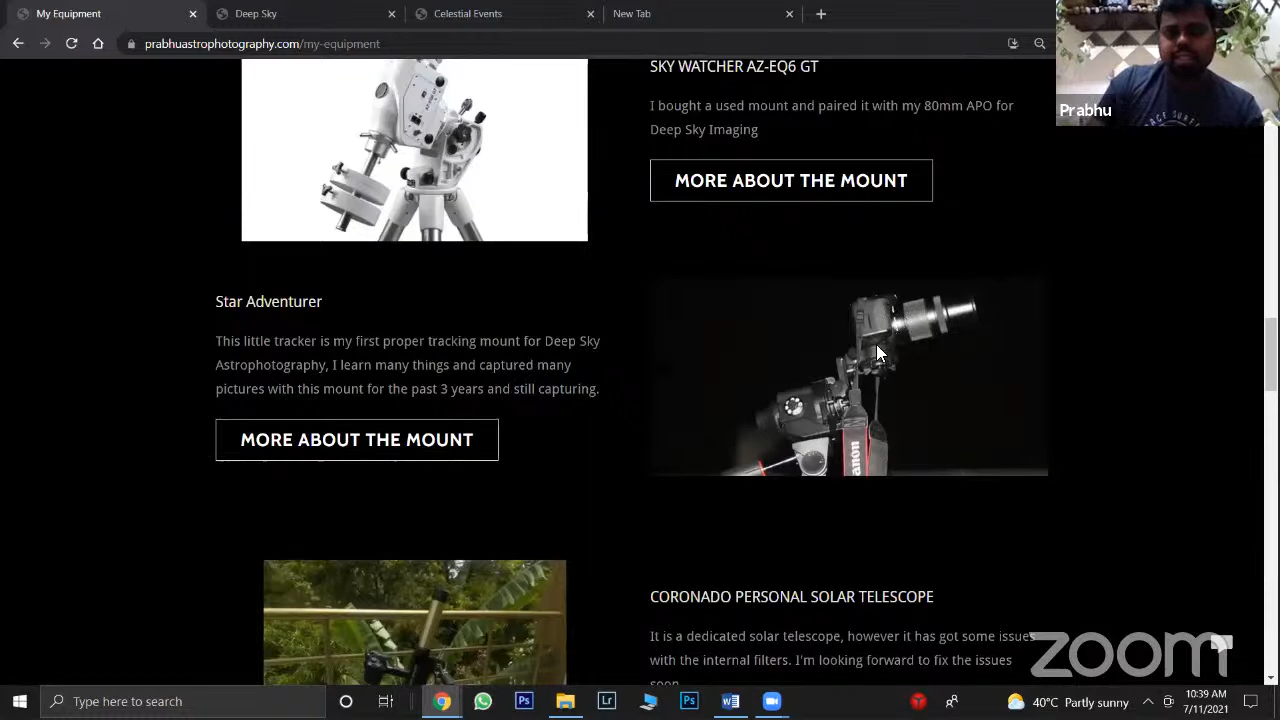 My Equipment
Deep Sky
Celestial Events
New Tab
prabhuastrophotography.com/my-equipment
Prabhu
SKY WATCHER AZ-EQ6 GT
I bought a used mount and paired it with my 80mm APO for
Deep Sky Imaging
MORE ABOUT THE MOUNT
Star Adventurer
This little tracker is my first proper tracking mount for Deep Sky
Astrophotography, I learn many things and captured many
pictures with this mount for the past 3 years and still capturing.
MORE ABOUT THE MOUNT
anon
CORONADO PERSONAL SOLAR TELESCOPE
It is a dedicated solar telescope, however it has got some issues
with the internal filters. I'm looking forward to fix the issues
soon
zoom
Type here to search
Ps
Lr
Ps
40°C Partly sunny
10:39 AM
7/11/2021